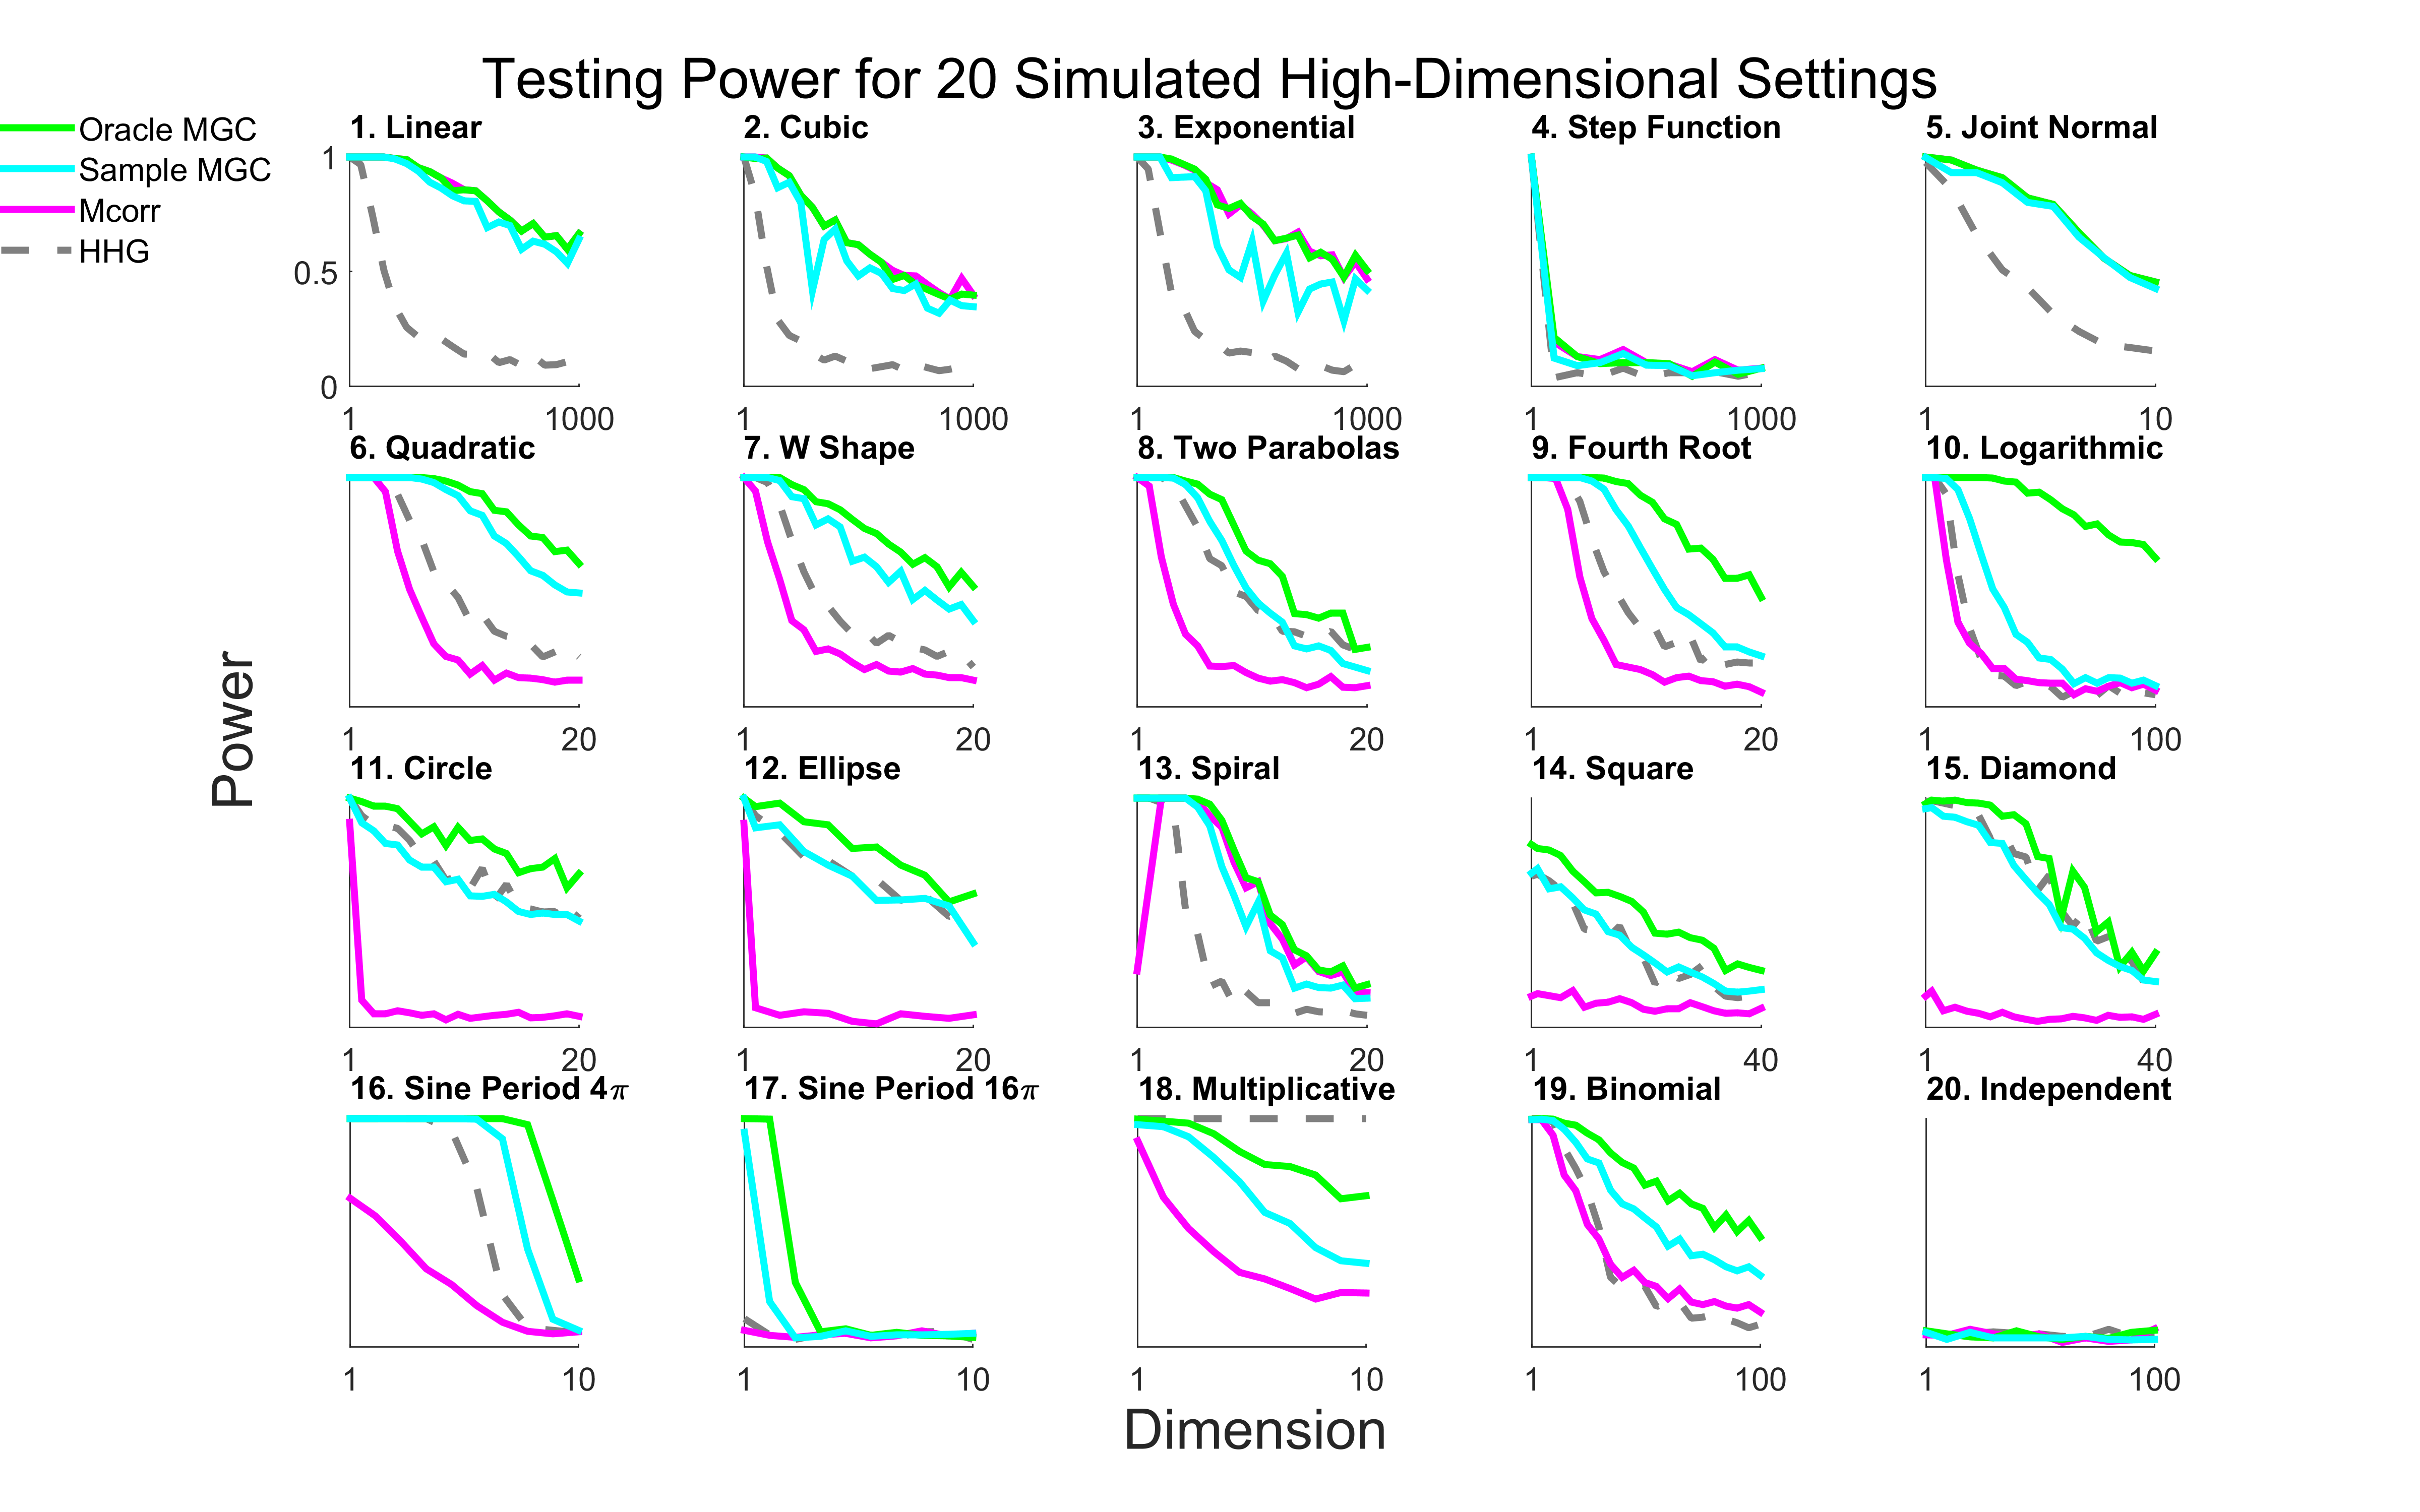 Testing Power for 20 Simulated High-Dimensional Settings
Oracle MGC
Sample MGC
Mcorr
HHG
Power
1. Linear
1
0.5
0
1 1000
2. Cubic
1 1000
3. Exponential
1 1000
4. Step Function
1 1000
5. Joint Normal
1 10
6. Quadratic
1 20
7. W Shape
1 20
8. Two Parabolas
1 20
9. Fourth Root
1 20
10. Logarithmic
1 100
11. Circle
1 20
12. Ellipse
1 20
13. Spiral
1 20
14. Square
1 40
15. Diamond
1 40
16. Sine Period 4π
1 10
17. Sine Period 16π
1 10
18. Multiplicative
1 10
19. Binomial
1 100
20. Independent
1 100
Dimension